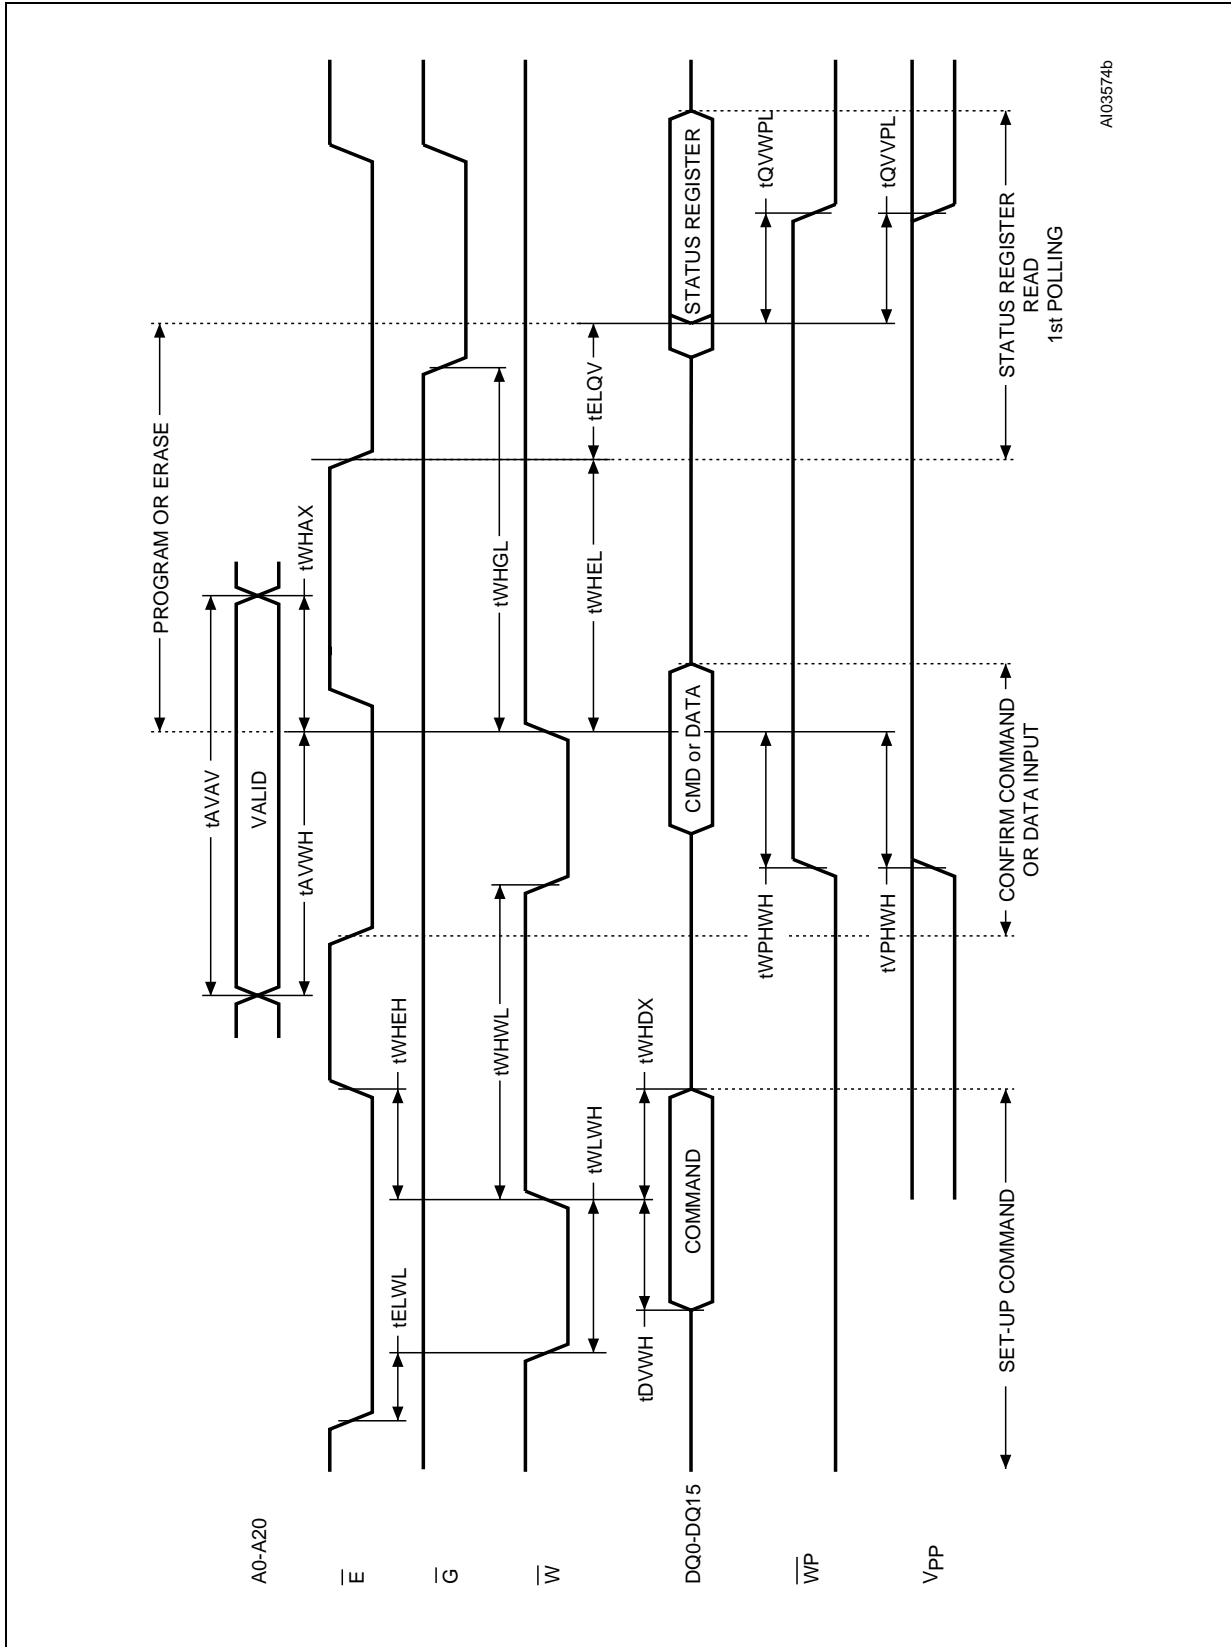 PROGRAM OR ERASE
tAVAV
A0-A20
VALID
tAVWH
tWHAX
E
tELWL
tWHEH
G
tWHWL
tWHGL
W
tWLWH
tWHEL
tELQV
tDVWH
tWHDX
DQ0-DQ15
COMMAND
CMD or DATA
STATUS REGISTER
tWPHWH
tQVWPL
WP
tVPHWH
tQVVPL
VPP
SET-UP COMMAND
CONFIRM COMMAND
OR DATA INPUT
STATUS REGISTER
READ
1st POLLING
AI03574b